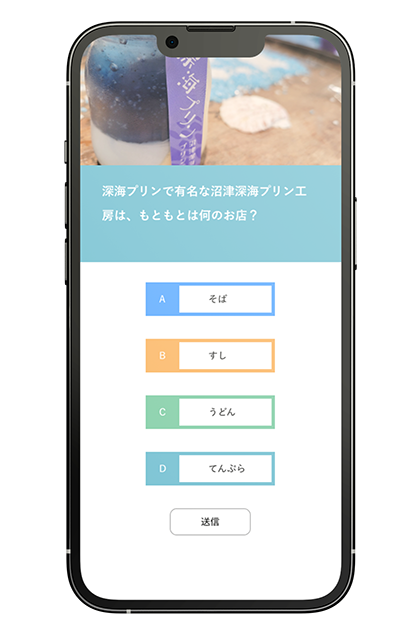 深海プリン
深海プリンで有名な沼津深海プリン工
房は、もともとは何のお店？
A そば
B すし
C うどん
D てんぷら
送信